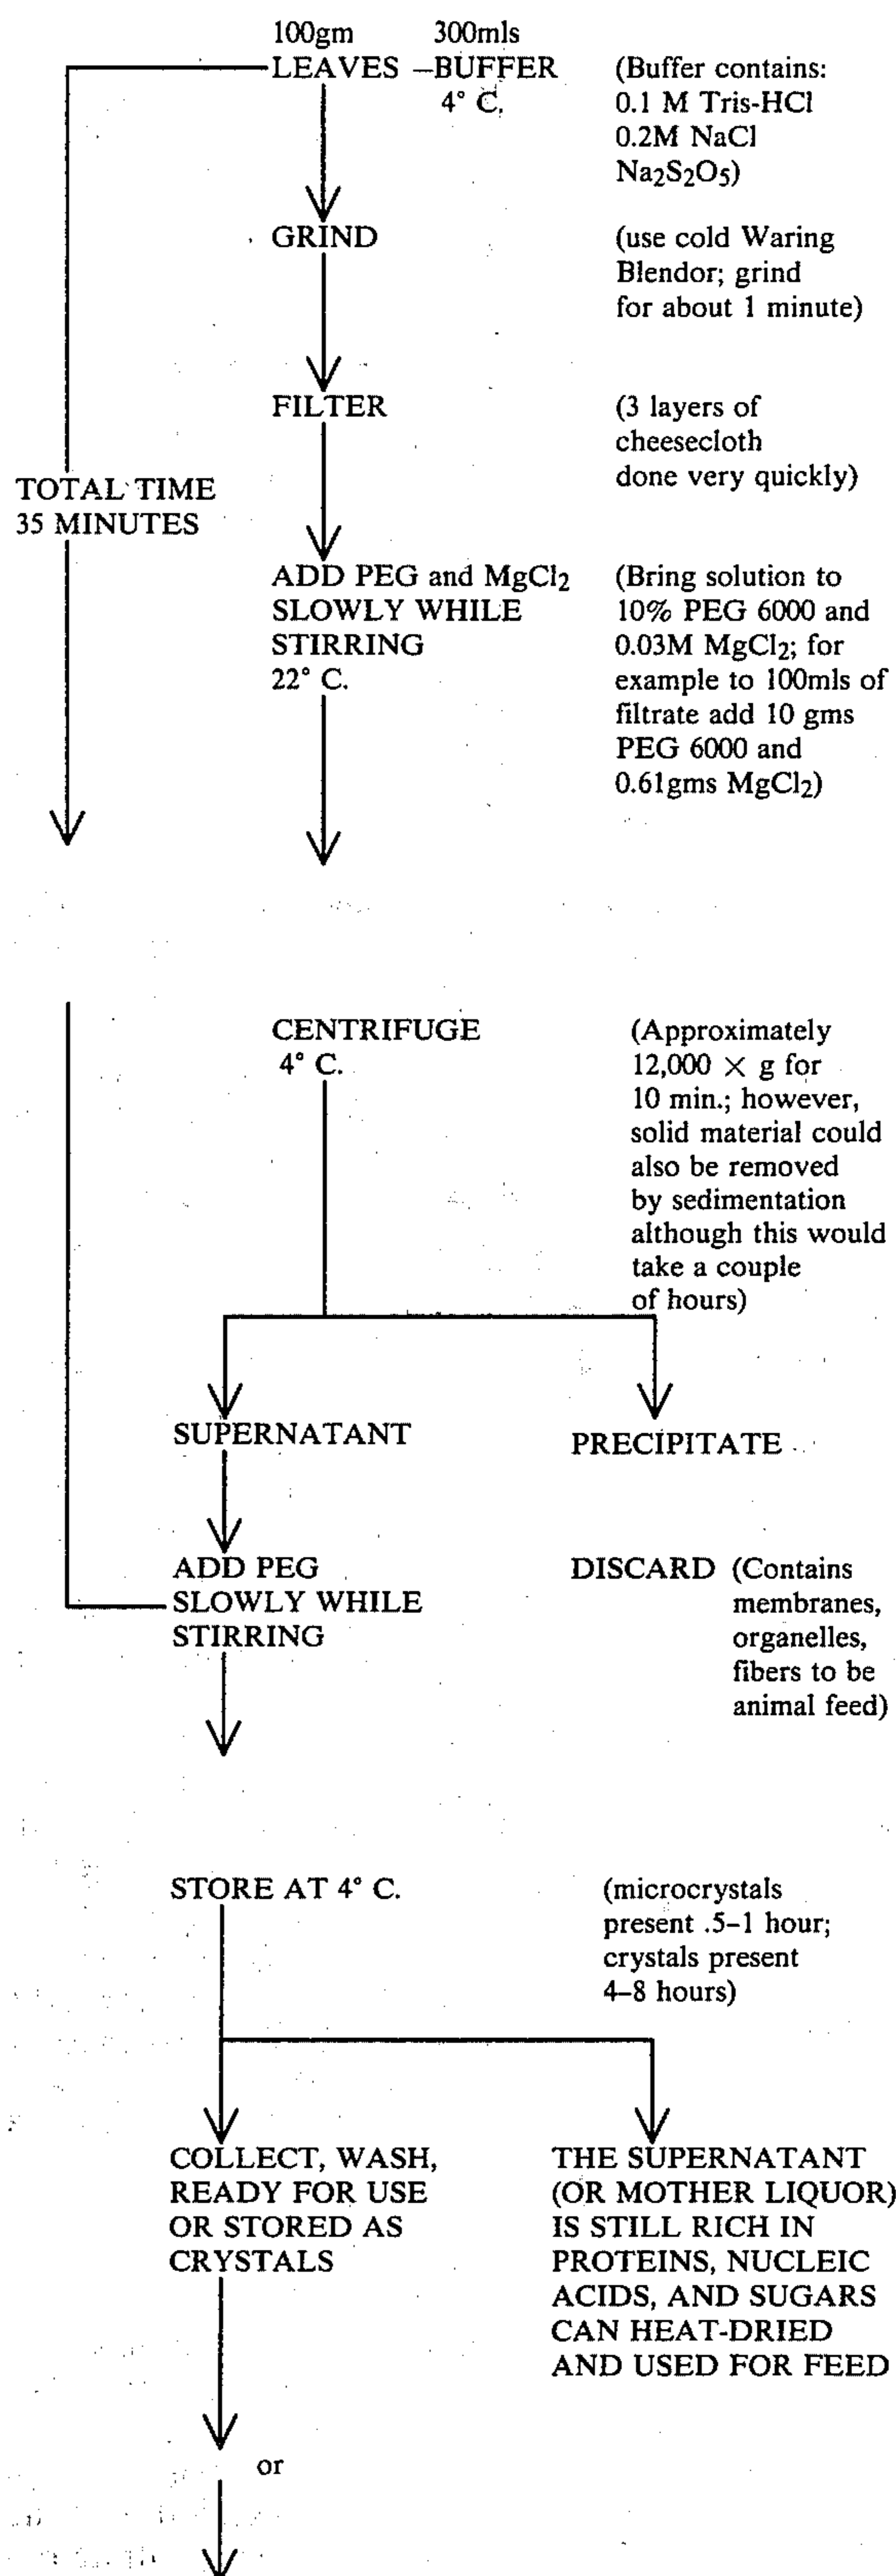 100gm 300mls
LEAVES –BUFFER
4° C.
(Buffer contains:
0.1 M Tris-HCl
0.2M NaCl
Na2S2O5)
GRIND
(use cold Waring
Blendor; grind
for about 1 minute)
FILTER
(3 layers of
cheesecloth
done very quickly)
TOTAL TIME
35 MINUTES
ADD PEG and MgCl2
SLOWLY WHILE
STIRRING
22° C.
(Bring solution to
10% PEG 6000 and
0.03M MgCl2; for
example to 100mls of
filtrate add 10 gms
PEG 6000 and
0.61gms MgCl2)
CENTRIFUGE
4° C.
(Approximately
12,000 × g for
10 min.; however,
solid material could
also be removed
by sedimentation
although this would
take a couple
of hours)
SUPERNATANT
PRECIPITATE
ADD PEG
SLOWLY WHILE
STIRRING
DISCARD (Contains
membranes,
organelles,
fibers to be
animal feed)
STORE AT 4° C.
(microcrystals
present .5–1 hour;
crystals present
4–8 hours)
COLLECT, WASH,
READY FOR USE
OR STORED AS
CRYSTALS
THE SUPERNATANT
(OR MOTHER LIQUOR)
IS STILL RICH IN
PROTEINS, NUCLEIC
ACIDS, AND SUGARS
CAN HEAT-DRIED
AND USED FOR FEED
or